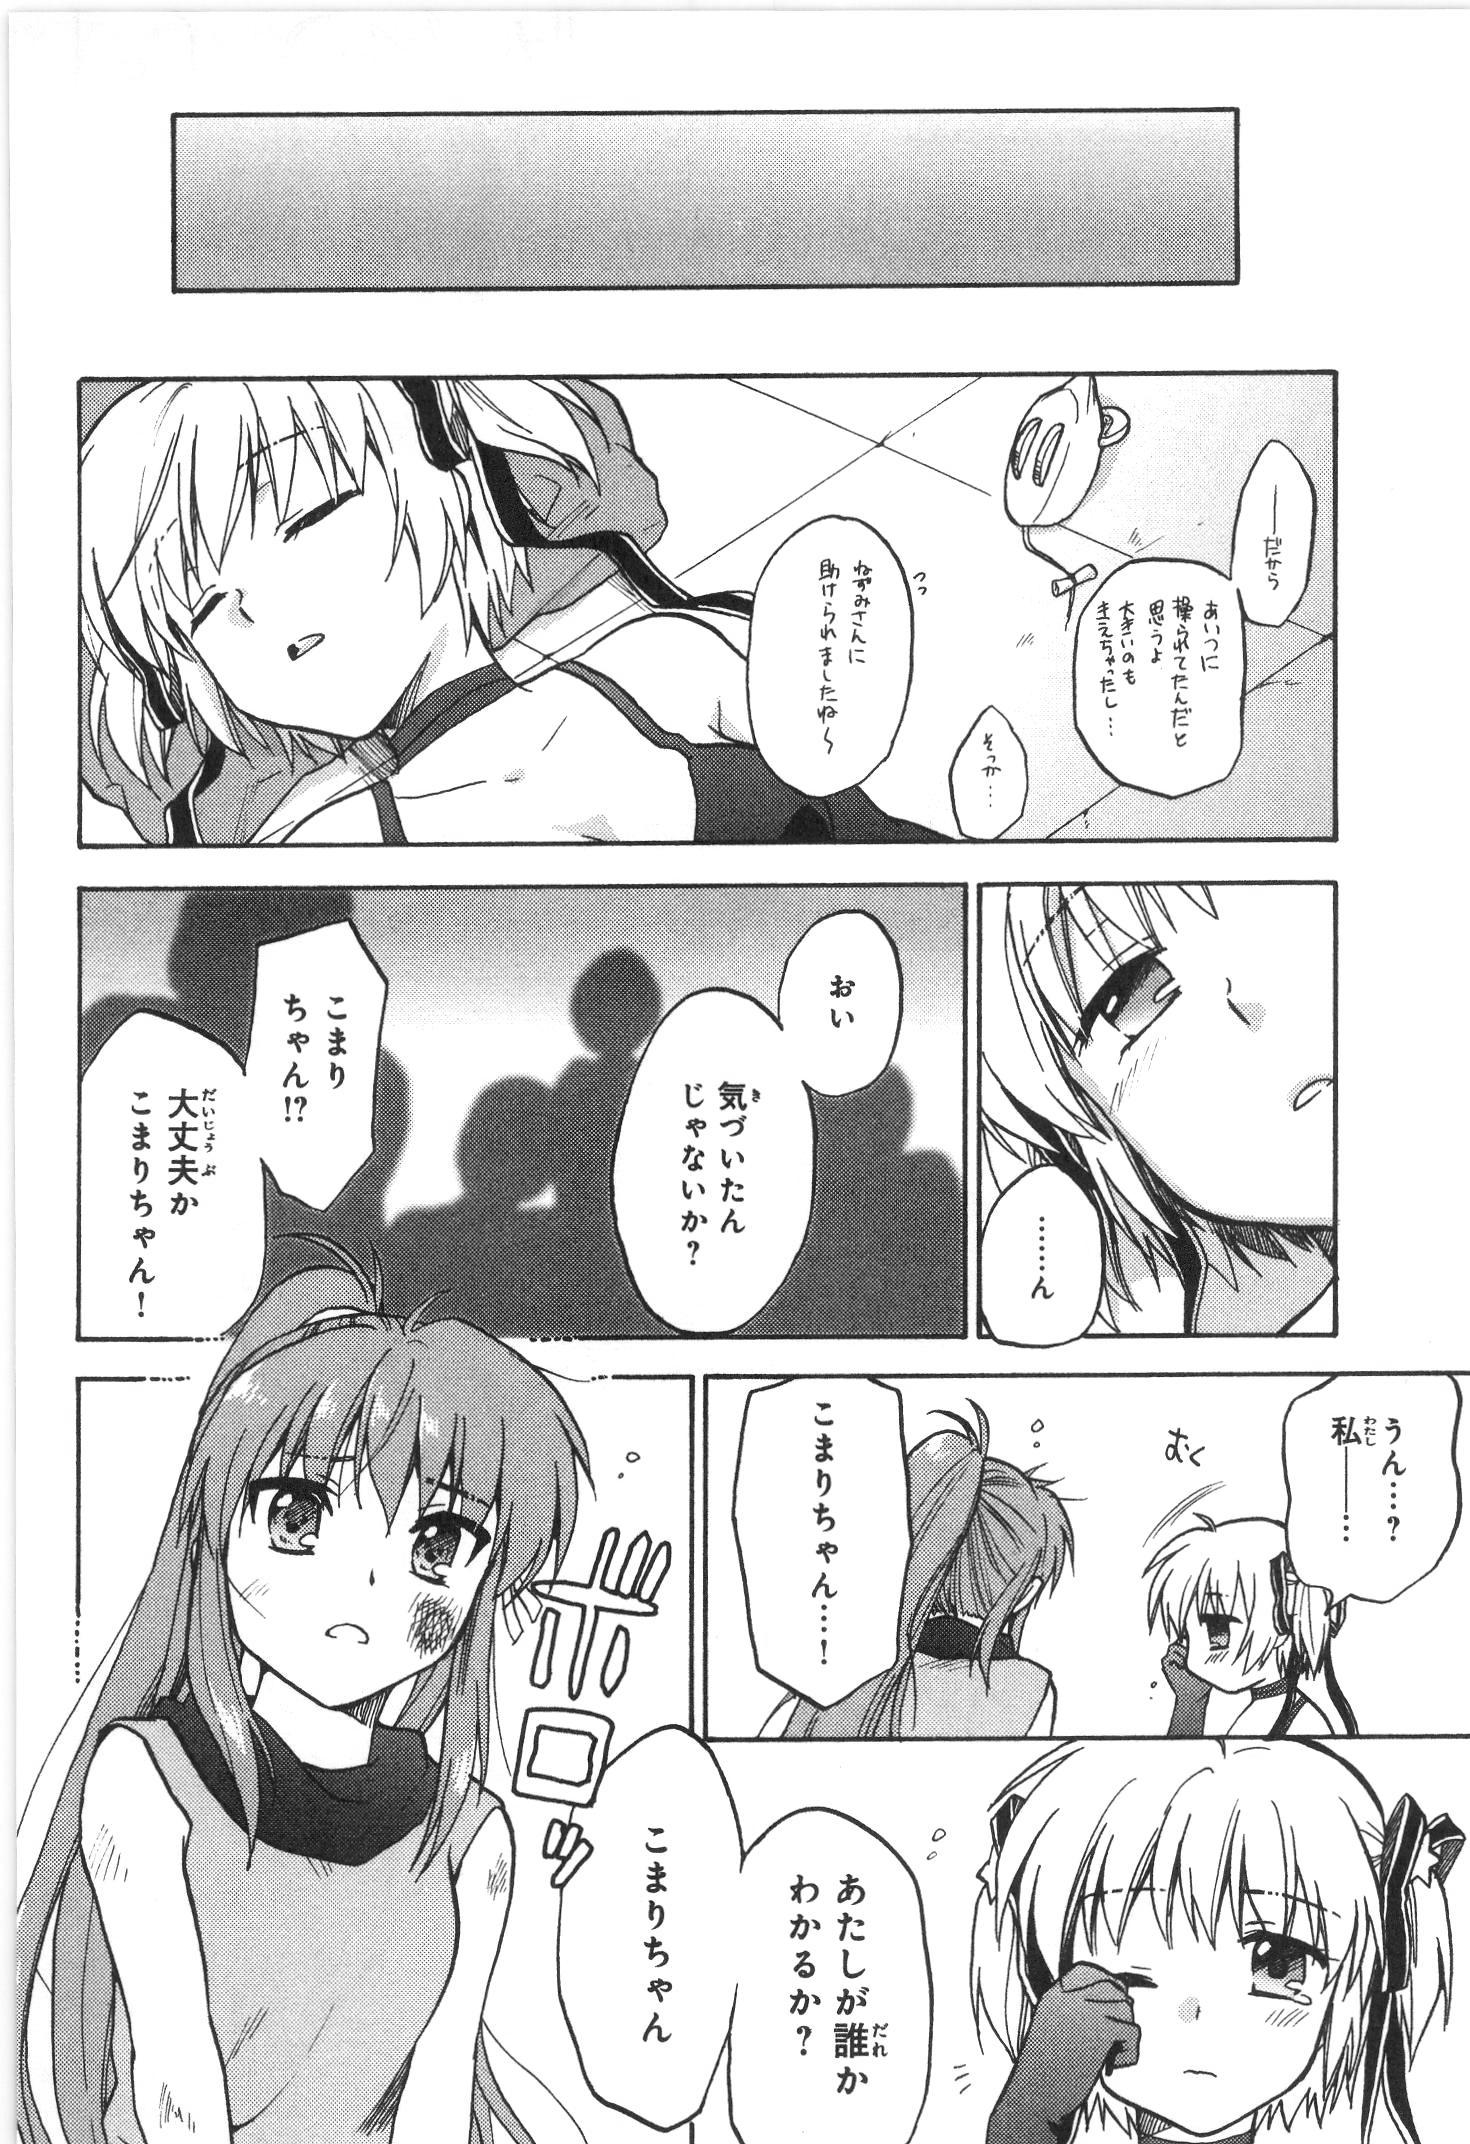 ――だから
あいつに
操られてたんだと
思うよ
大きいのも
きえちゃったし…
そっか…
ねずみさんに
助けられましたね〜
……ん
おい
気づいたん
じゃないか?
こまり
ちゃん!?
大丈夫か
こまりちゃん!
うん…?
私――…
むく
こまりちゃん…!
あたしが誰か
わかるか?
こまりちゃん